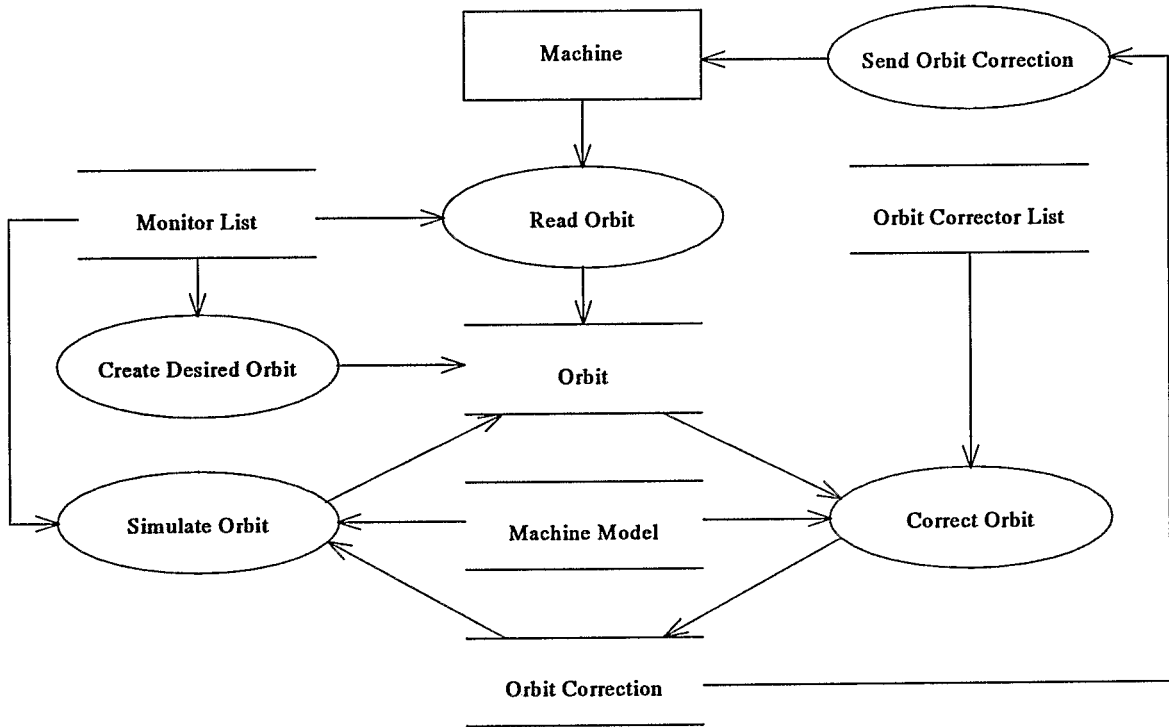 Machine
Send Orbit Correction
Monitor List
Read Orbit
Orbit Corrector List
Create Desired Orbit
Orbit
Simulate Orbit
Machine Model
Correct Orbit
Orbit Correction